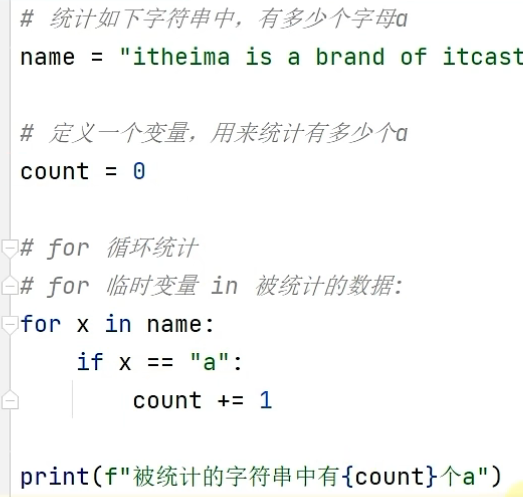 # 统计如下字符串中，有多少个字母a
name = "itheima is a brand of itcast
# 定义一个变量，用来统计有多少个a
count = 0
# for 循环统计
# for 临时变量 in 被统计的数据:
for x in name:
    if x == "a":
        count += 1
print(f"被统计的字符串中有{count}个a")